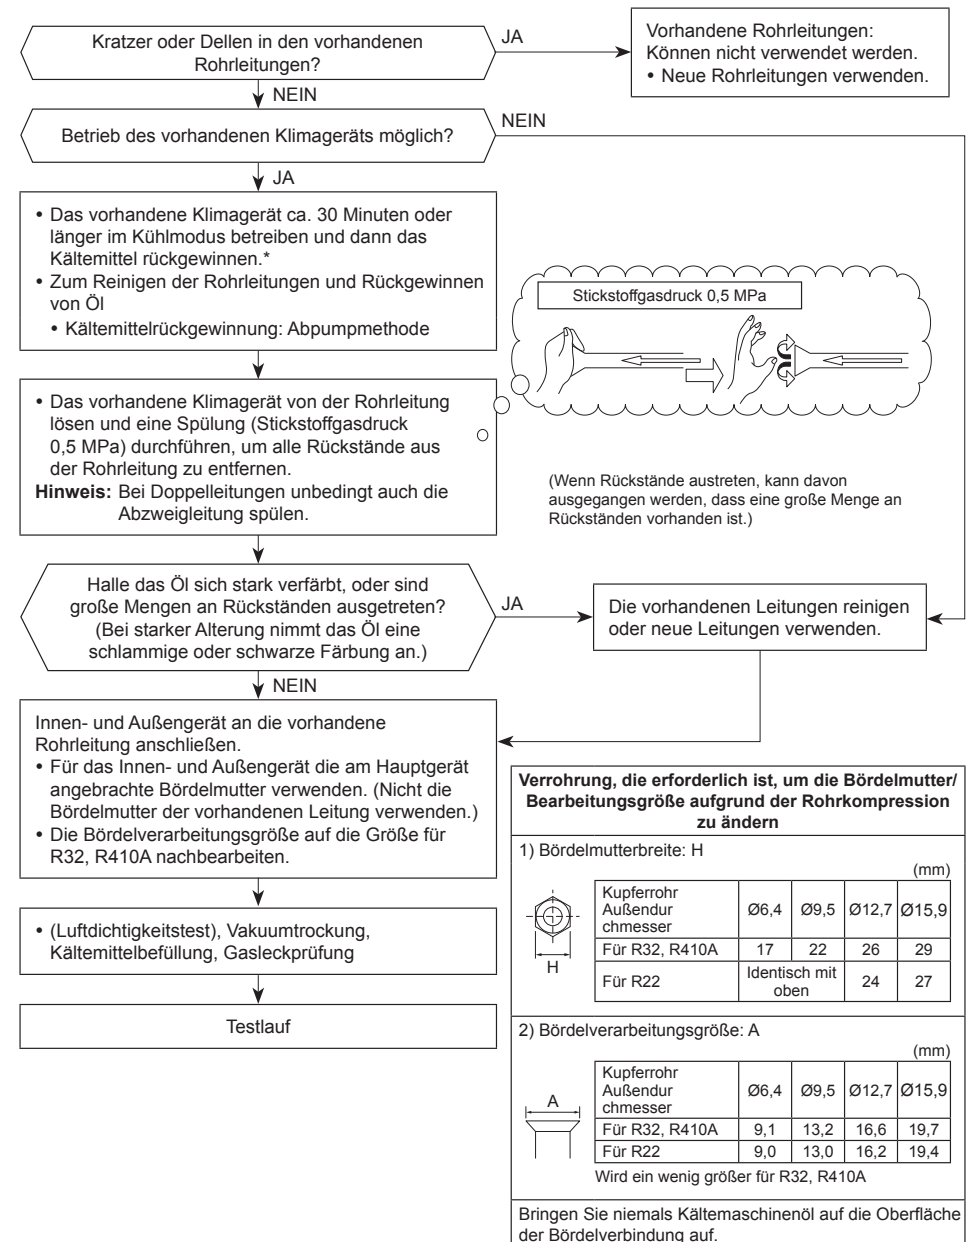 Kratzer oder Dellen in den vorhandenen
Rohrleitungen?
JA
Vorhandene Rohrleitungen:
Können nicht verwendet werden.
• Neue Rohrleitungen verwenden.
NEIN
Betrieb des vorhandenen Klimageräts möglich?
NEIN
JA
• Das vorhandene Klimagerät ca. 30 Minuten oder
länger im Kühlmodus betreiben und dann das
Kältemittel rückgewinnen.*
• Zum Reinigen der Rohrleitungen und Rückgewinnen
von Öl
• Kältemittelrückgewinnung: Abpumpmethode
Stickstoffgasdruck 0,5 MPa
• Das vorhandene Klimagerät von der Rohrleitung
lösen und eine Spülung (Stickstoffgasdruck
0,5 MPa) durchführen, um alle Rückstände aus
der Rohrleitung zu entfernen.
Hinweis: Bei Doppelleitungen unbedingt auch die
Abzweigleitung spülen.
(Wenn Rückstände austreten, kann davon
ausgegangen werden, dass eine große Menge an
Rückständen vorhanden ist.)
Halle das Öl sich stark verfärbt, oder sind
große Mengen an Rückständen ausgetreten?
(Bei starker Alterung nimmt das Öl eine
schlammige oder schwarze Färbung an.)
JA
Die vorhandenen Leitungen reinigen
oder neue Leitungen verwenden.
NEIN
Innen- und Außengerät an die vorhandene
Rohrleitung anschließen.
• Für das Innen- und Außengerät die am Hauptgerät
angebrachte Bördelmutter verwenden. (Nicht die
Bördelmutter der vorhandenen Leitung verwenden.)
• Die Bördelverarbeitungsgröße auf die Größe für
R32, R410A nachbearbeiten.
• (Luftdichtigkeitstest), Vakuumtrockung,
Kältemittelbefüllung, Gasleckprüfung
Testlauf
Verrohrung, die erforderlich ist, um die Bördelmutter/
Bearbeitungsgröße aufgrund der Rohrkompression
zu ändern
1) Bördelmutterbreite: H
(mm)
H
Kupferrohr
Außendur
chmesser
Ø6,4 Ø9,5 Ø12,7 Ø15,9
Für R32, R410A 17 22 26 29
Für R22 Identisch mit
oben 24 27
2) Bördelverarbeitungsgröße: A
(mm)
A
Kupferrohr
Außendur
chmesser
Ø6,4 Ø9,5 Ø12,7 Ø15,9
Für R32, R410A 9,1 13,2 16,6 19,7
Für R22 9,0 13,0 16,2 19,4
Wird ein wenig größer für R32, R410A
Bringen Sie niemals Kältemaschinenöl auf die Oberfläche
der Bördelverbindung auf.